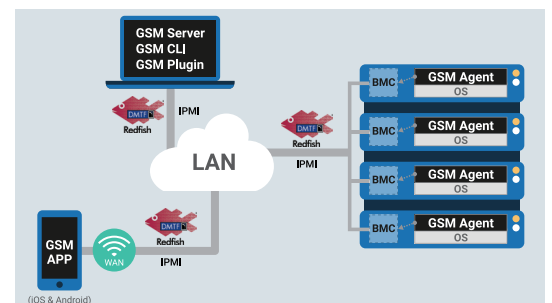 GSM Server
GSM CLI
GSM Plugin
DMTF
Redfish
IPMI
LAN
DMTF
Redfish
IPMI
BMC
GSM Agent
OS
BMC
GSM Agent
OS
BMC
GSM Agent
OS
BMC
GSM Agent
OS
GSM
APP
WAN
DMTF
Redfish
IPMI
(iOS & Android)